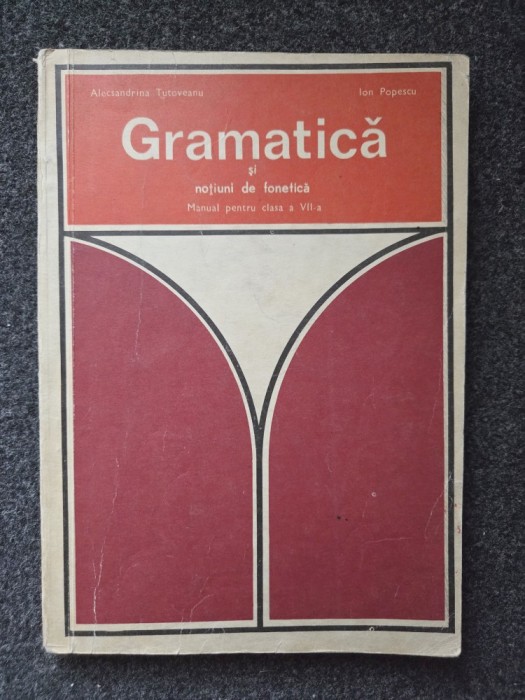 Alecsandrina Tutoveanu Ion Popescu
Gramatică
și
noțiuni de fonetică
Manual pentru clasa a VII-a